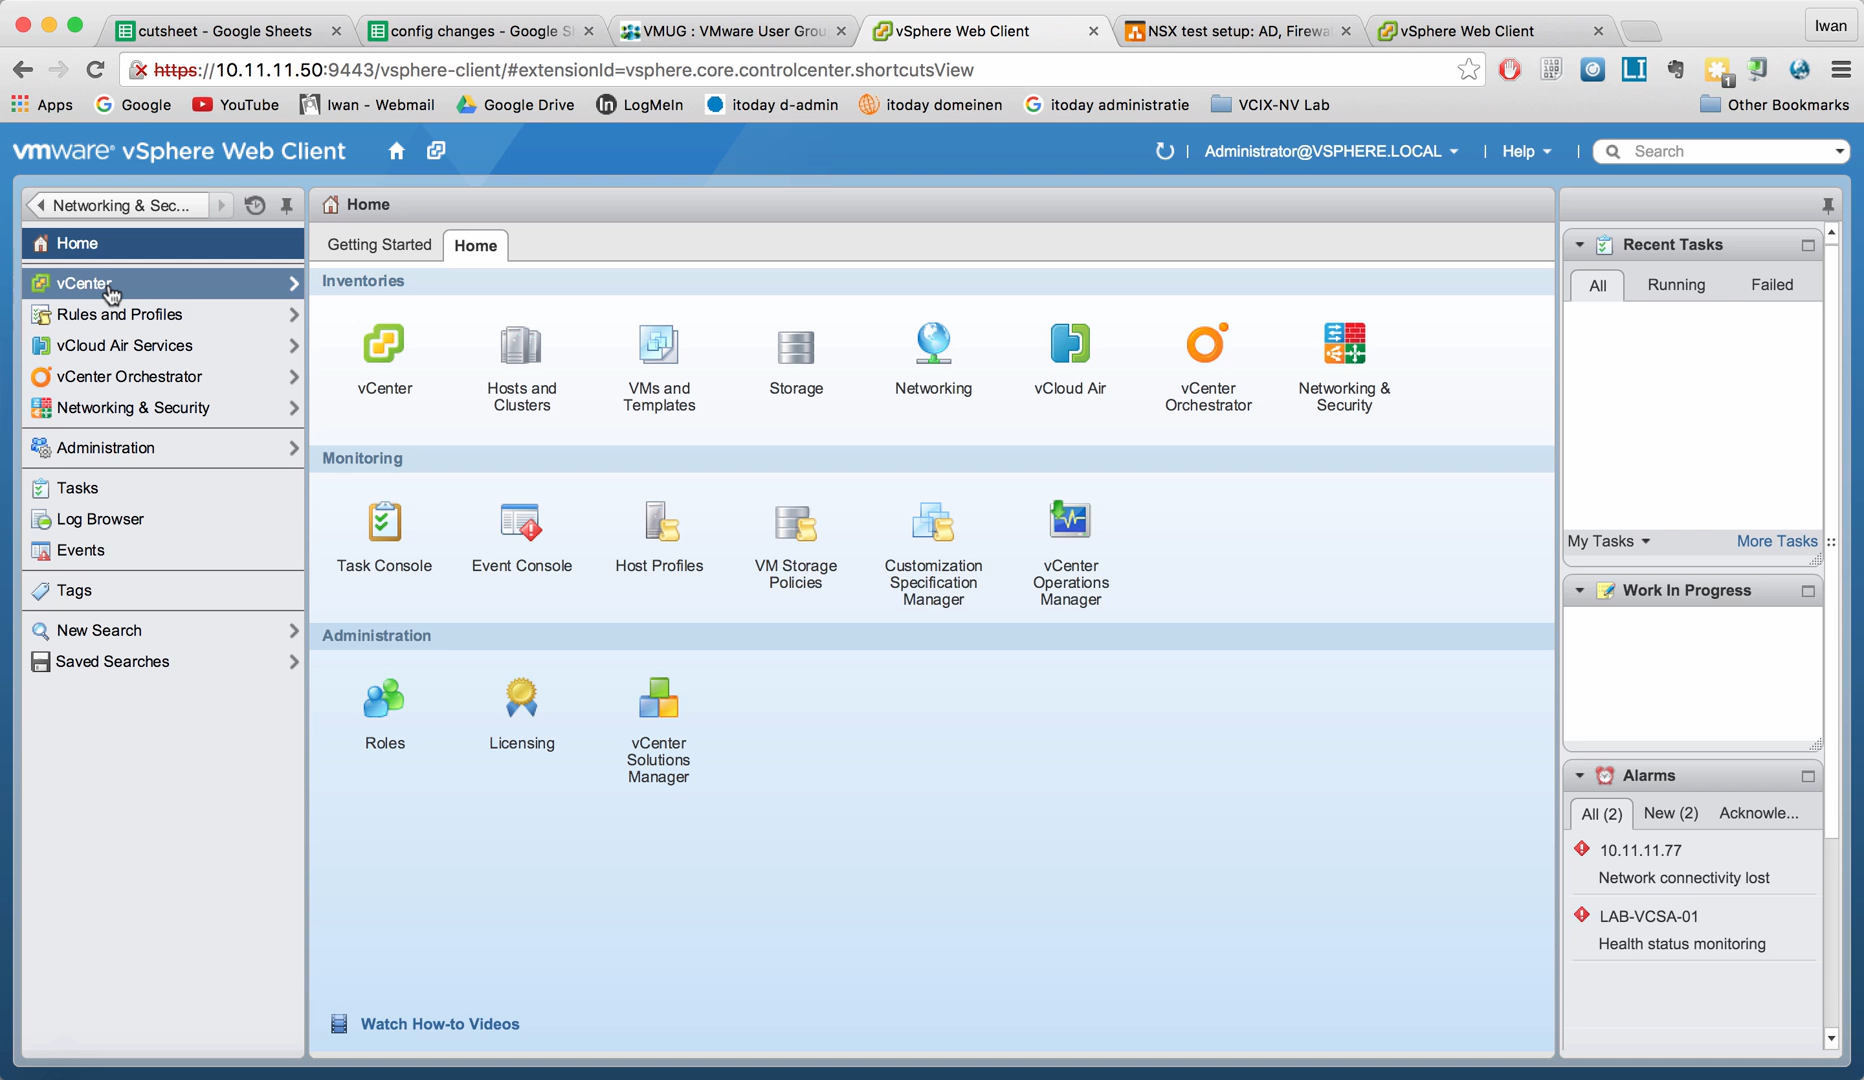 cutsheet - Google Sheets
config changes - Google S
VMUG : VMware User Grou
vSphere Web Client
NSX test setup: AD, Firewa
vSphere Web Client
Iwan
https://10.11.11.50:9443/vsphere-client/#extensionId=vsphere.core.controlcenter.shortcutsView
1
Apps
Google
YouTube
Iwan - Webmail
Google Drive
LogMeIn
itoday d-admin
itoday domeinen
itoday administratie
VCIX-NV Lab
Other Bookmarks
vmware® vSphere Web Client
Administrator@VSPHERE.LOCAL
Help
Search
Networking & Sec...
Home
vCenter
Rules and Profiles
vCloud Air Services
vCenter Orchestrator
Networking & Security
Administration
Tasks
Log Browser
Events
Tags
New Search
Saved Searches
Home
Getting Started
Home
Inventories
vCenter
Hosts and
Clusters
VMs and
Templates
Storage
Networking
vCloud Air
vCenter
Orchestrator
Networking &
Security
Monitoring
Task Console
Event Console
Host Profiles
VM Storage
Policies
Customization
Specification
Manager
vCenter
Operations
Manager
Administration
Roles
Licensing
vCenter
Solutions
Manager
Watch How-to Videos
Recent Tasks
All
Running
Failed
My Tasks
More Tasks
Work In Progress
Alarms
All (2)
New (2)
Acknowle...
10.11.11.77
Network connectivity lost
LAB-VCSA-01
Health status monitoring